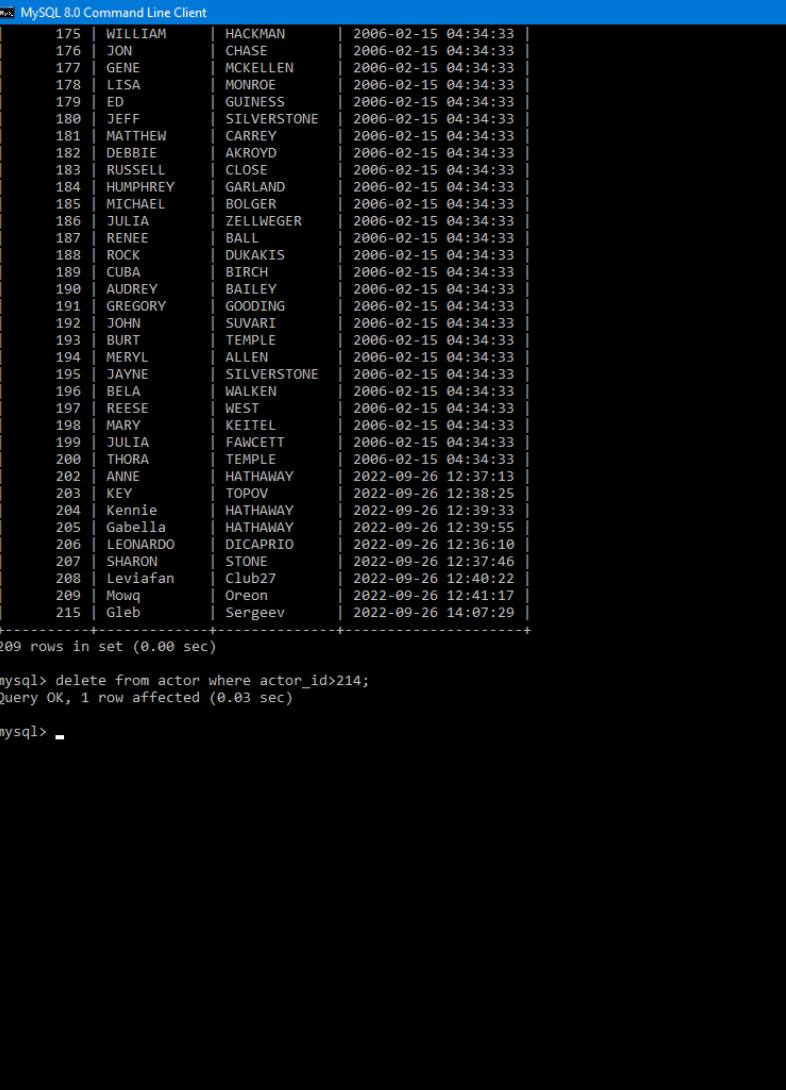 MySQL 8.0 Command Line Client
| 175 | WILLIAM | HACKMAN | 2006-02-15 04:34:33 |
| 176 | JON | CHASE | 2006-02-15 04:34:33 |
| 177 | GENE | MCKELLEN | 2006-02-15 04:34:33 |
| 178 | LISA | MONROE | 2006-02-15 04:34:33 |
| 179 | ED | GUINESS | 2006-02-15 04:34:33 |
| 180 | JEFF | SILVERSTONE | 2006-02-15 04:34:33 |
| 181 | MATTHEW | CARREY | 2006-02-15 04:34:33 |
| 182 | DEBBIE | AKROYD | 2006-02-15 04:34:33 |
| 183 | RUSSELL | CLOSE | 2006-02-15 04:34:33 |
| 184 | HUMPHREY | GARLAND | 2006-02-15 04:34:33 |
| 185 | MICHAEL | BOLGER | 2006-02-15 04:34:33 |
| 186 | JULIA | ZELLWEGER | 2006-02-15 04:34:33 |
| 187 | RENEE | BALL | 2006-02-15 04:34:33 |
| 188 | ROCK | DUKAKIS | 2006-02-15 04:34:33 |
| 189 | CUBA | BIRCH | 2006-02-15 04:34:33 |
| 190 | AUDREY | BAILEY | 2006-02-15 04:34:33 |
| 191 | GREGORY | GOODING | 2006-02-15 04:34:33 |
| 192 | JOHN | SUVARI | 2006-02-15 04:34:33 |
| 193 | BURT | TEMPLE | 2006-02-15 04:34:33 |
| 194 | MERYL | ALLEN | 2006-02-15 04:34:33 |
| 195 | JAYNE | SILVERSTONE | 2006-02-15 04:34:33 |
| 196 | BELA | WALKEN | 2006-02-15 04:34:33 |
| 197 | REESE | WEST | 2006-02-15 04:34:33 |
| 198 | MARY | KEITEL | 2006-02-15 04:34:33 |
| 199 | JULIA | FAWCETT | 2006-02-15 04:34:33 |
| 200 | THORA | TEMPLE | 2006-02-15 04:34:33 |
| 202 | ANNE | HATHAWAY | 2022-09-26 12:37:13 |
| 203 | KEY | TOPOV | 2022-09-26 12:38:25 |
| 204 | Kennie | HATHAWAY | 2022-09-26 12:39:33 |
| 205 | Gabella | HATHAWAY | 2022-09-26 12:39:55 |
| 206 | LEONARDO | DICAPRIO | 2022-09-26 12:36:10 |
| 207 | SHARON | STONE | 2022-09-26 12:37:46 |
| 208 | Leviafan | Club27 | 2022-09-26 12:40:22 |
| 209 | Mowq | Oreon | 2022-09-26 12:41:17 |
| 215 | Gleb | Sergeev | 2022-09-26 14:07:29 |
+----------+-------------+--------------+---------------------+
209 rows in set (0.00 sec)
mysql> delete from actor where actor_id>214;
Query OK, 1 row affected (0.03 sec)
mysql> _